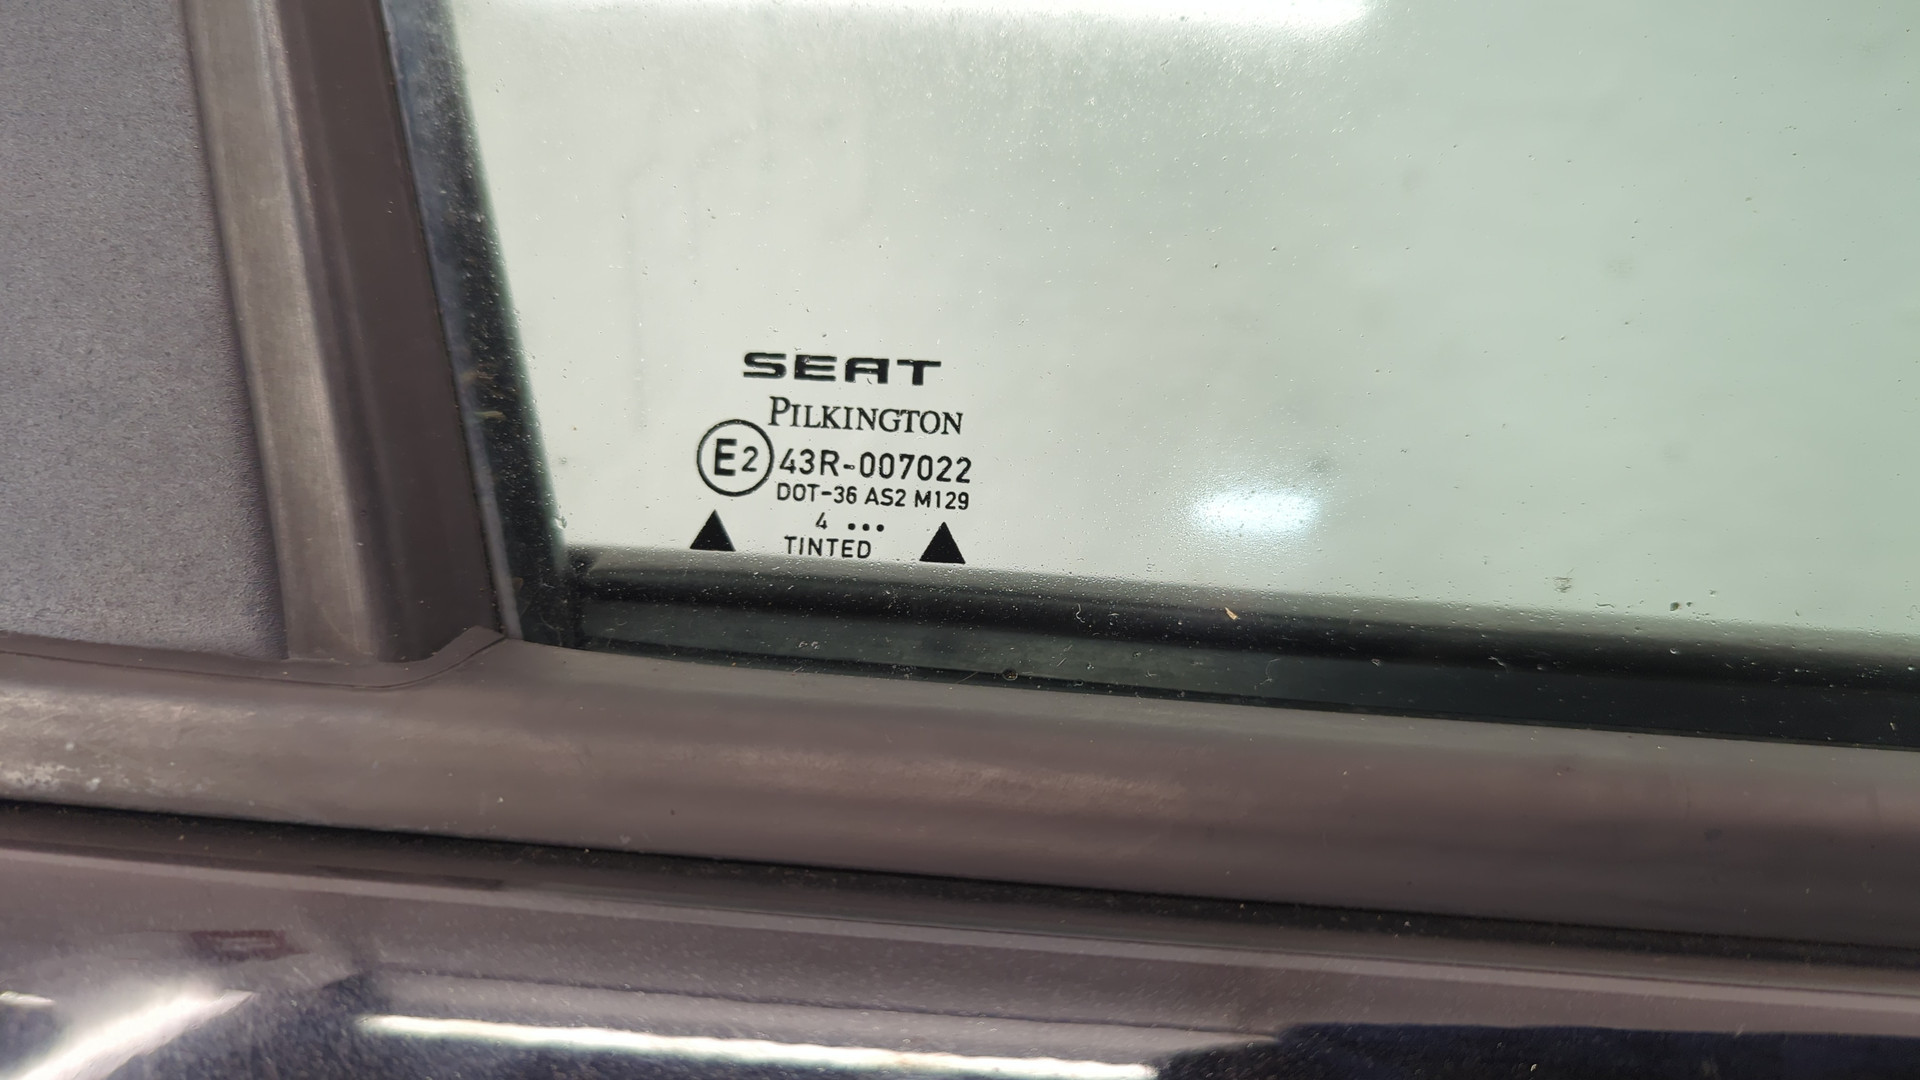 SEAT
PILKINGTON
E2 43R-007022
DOT-36 AS2 M129
4 •••
TINTED